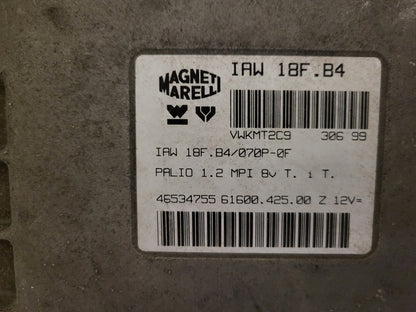 MAGNETI
MARELLI
IAW 18F.B4
VWKMT2C9 306 99
IAW 18F.B4/070P-0F
PALIO 1.2 MPI 8v T. i T.
46534755 61600.425.00 Z 12V=